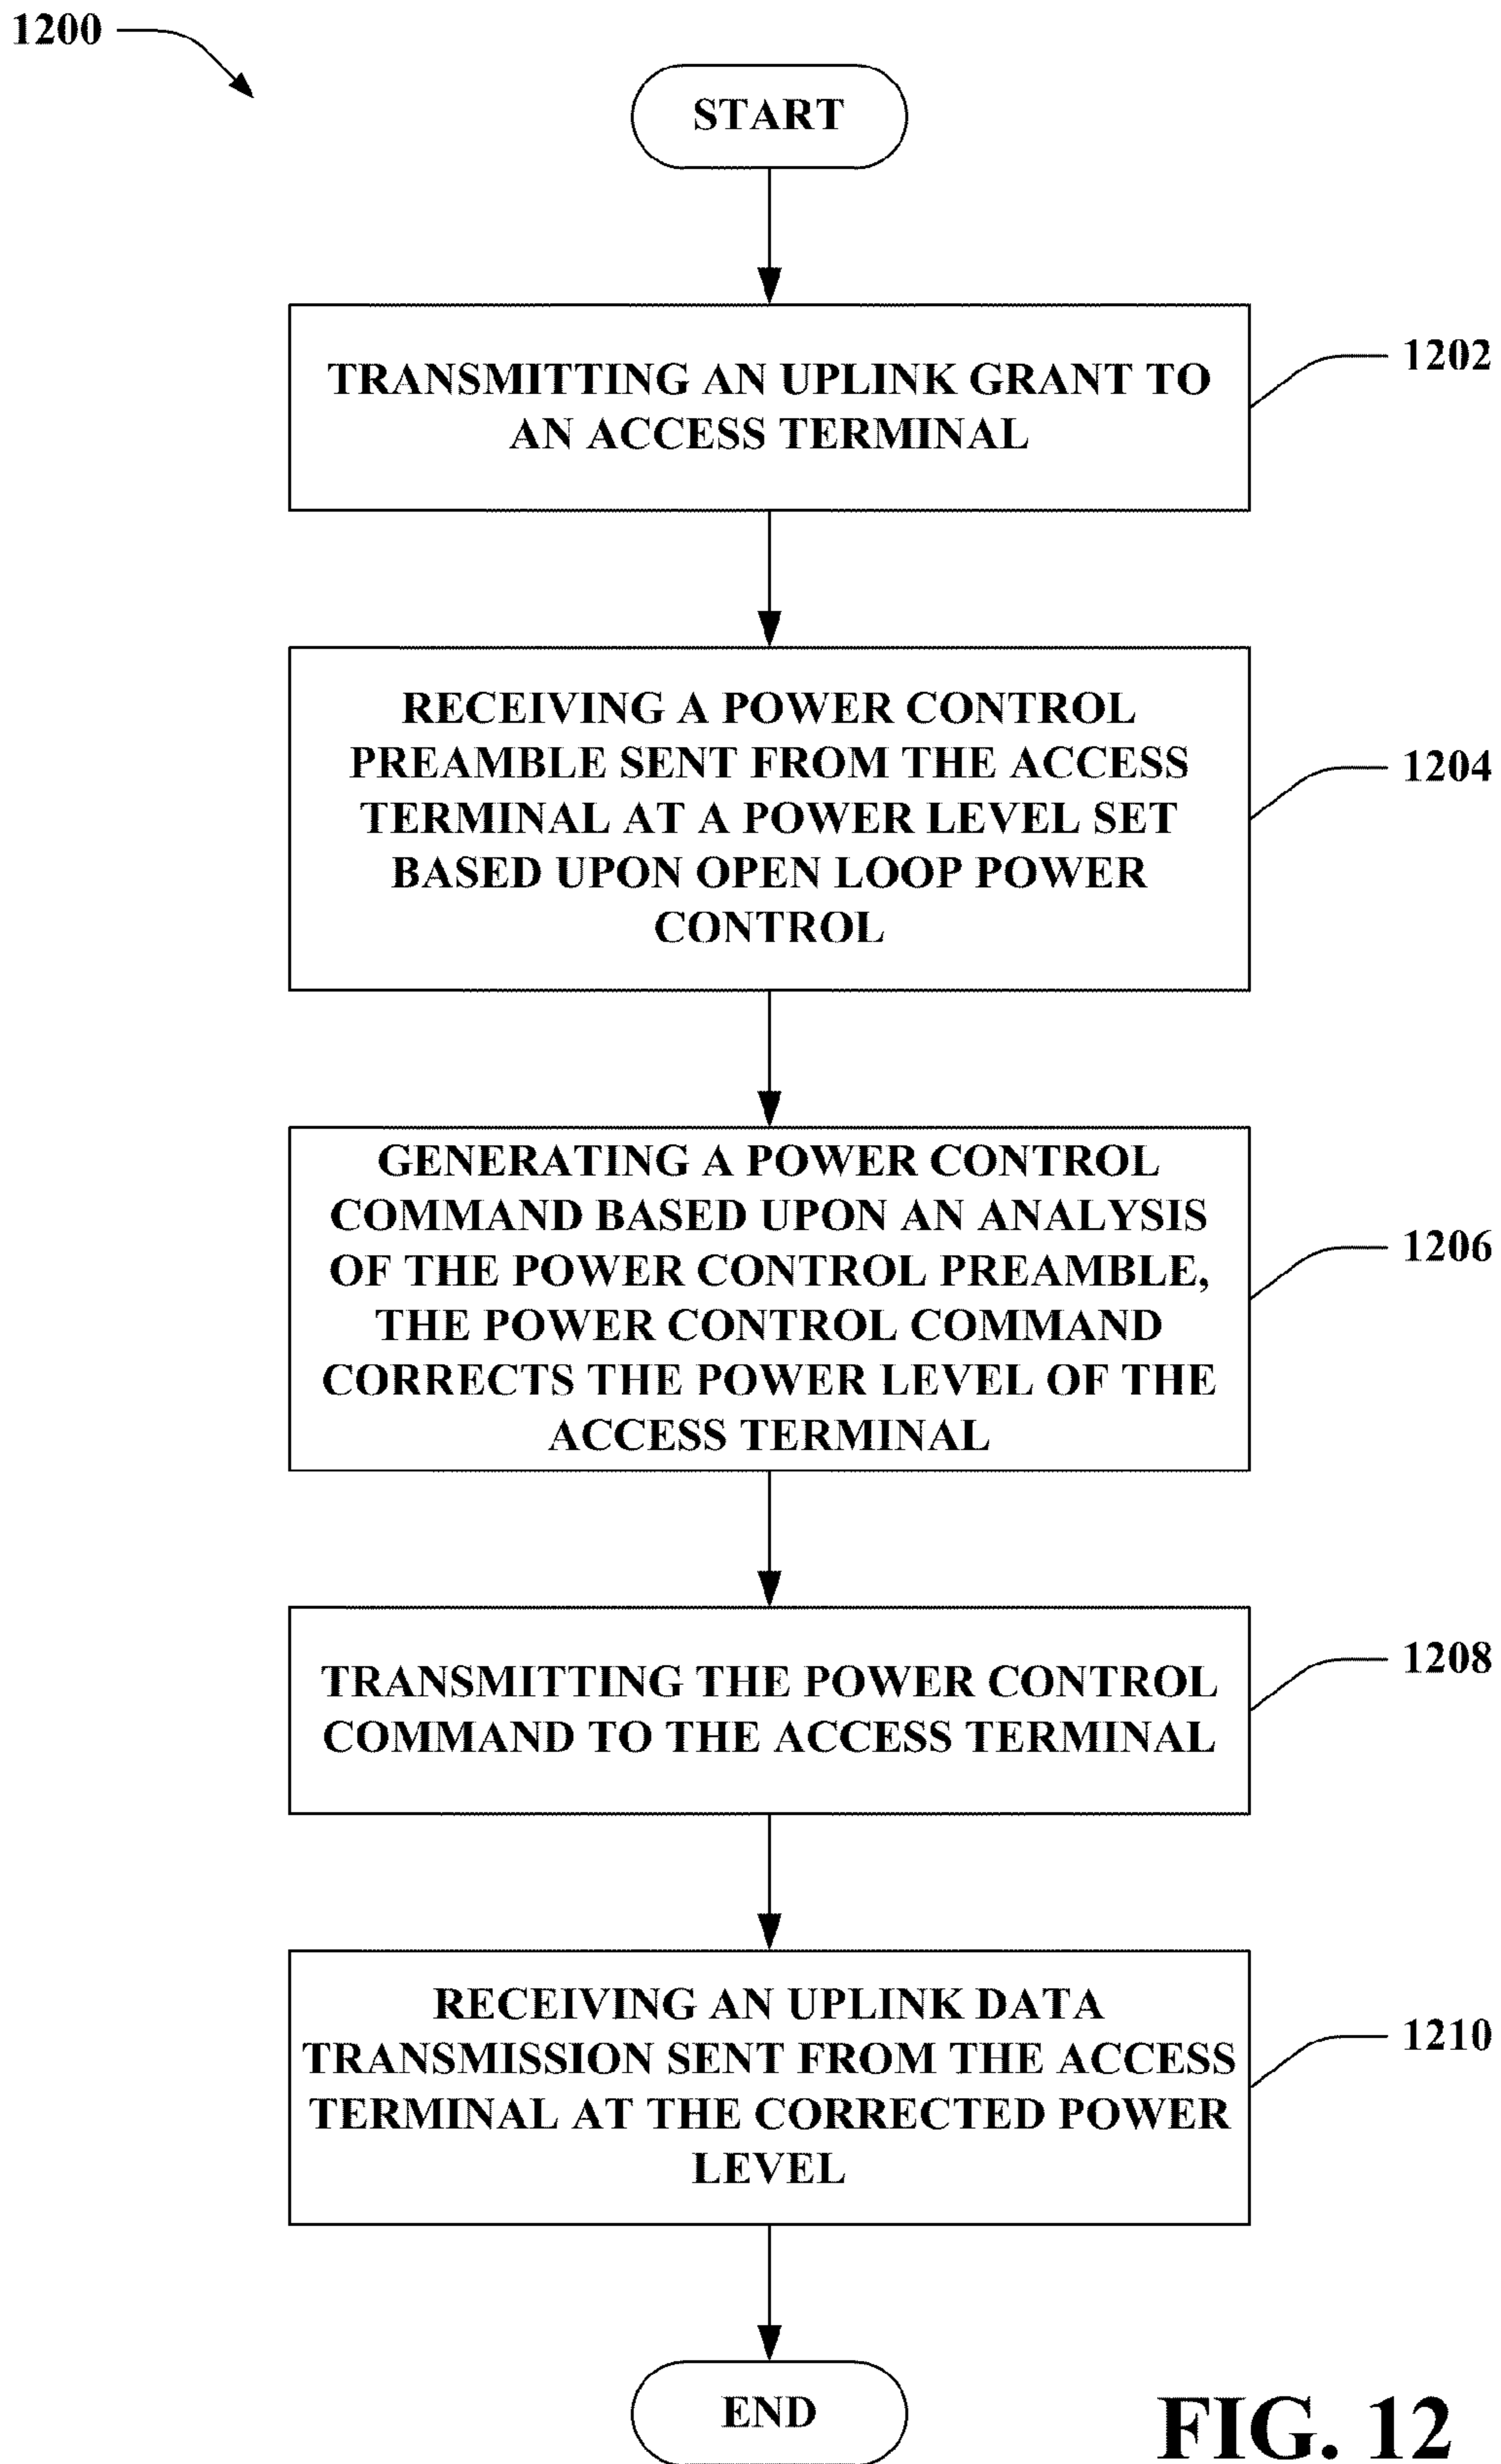 1200
START
TRANSMITTING AN UPLINK GRANT TO
AN ACCESS TERMINAL
1202
RECEIVING A POWER CONTROL
PREAMBLE SENT FROM THE ACCESS
TERMINAL AT A POWER LEVEL SET
BASED UPON OPEN LOOP POWER
CONTROL
1204
GENERATING A POWER CONTROL
COMMAND BASED UPON AN ANALYSIS
OF THE POWER CONTROL PREAMBLE,
THE POWER CONTROL COMMAND
CORRECTS THE POWER LEVEL OF THE
ACCESS TERMINAL
1206
TRANSMITTING THE POWER CONTROL
COMMAND TO THE ACCESS TERMINAL
1208
RECEIVING AN UPLINK DATA
TRANSMISSION SENT FROM THE ACCESS
TERMINAL AT THE CORRECTED POWER
LEVEL
1210
END
FIG. 12